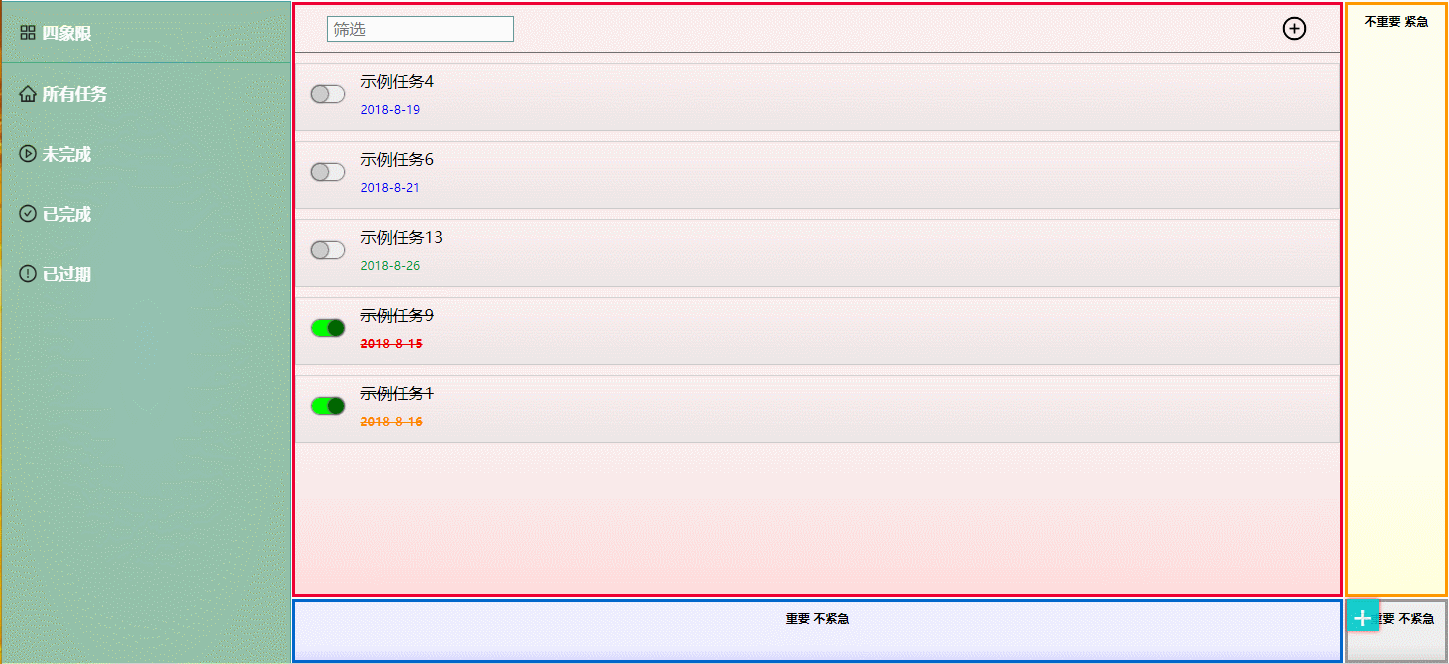 四象限
所有任务
未完成
已完成
已过期
筛选
示例任务4
2018-8-19
示例任务6
2018-8-21
示例任务13
2018-8-26
示例任务9
2018-8-15
示例任务1
2018-8-16
不重要 紧急
重要 不紧急
重要 不紧急